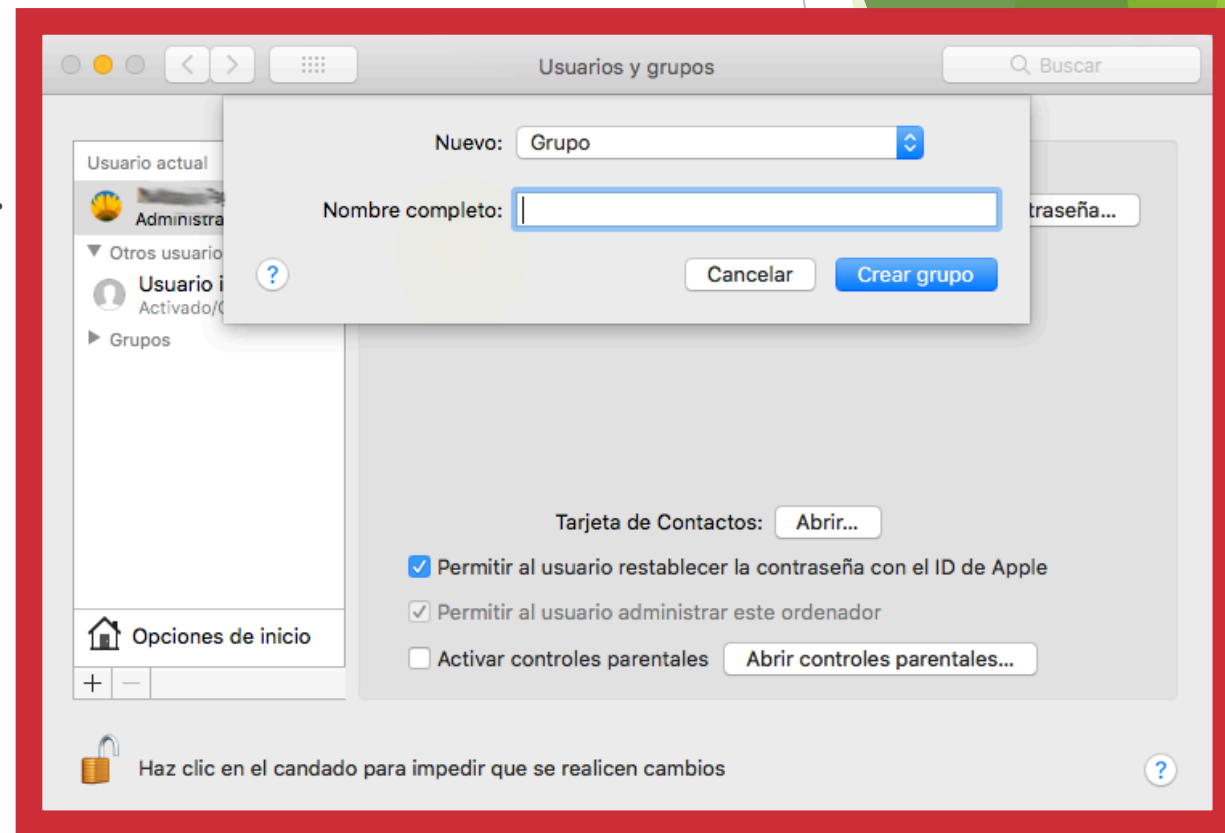 Usuarios y grupos
Buscar
Nuevo: Grupo
Usuario actual
Administra
Nombre completo:
traseña...
Otros usuario
Usuario i
Activado/
Cancelar
Crear grupo
Grupos
Tarjeta de Contactos: Abrir...
Permitir al usuario restablecer la contraseña con el ID de Apple
Permitir al usuario administrar este ordenador
Opciones de inicio
Activar controles parentales Abrir controles parentales...
Haz clic en el candado para impedir que se realicen cambios